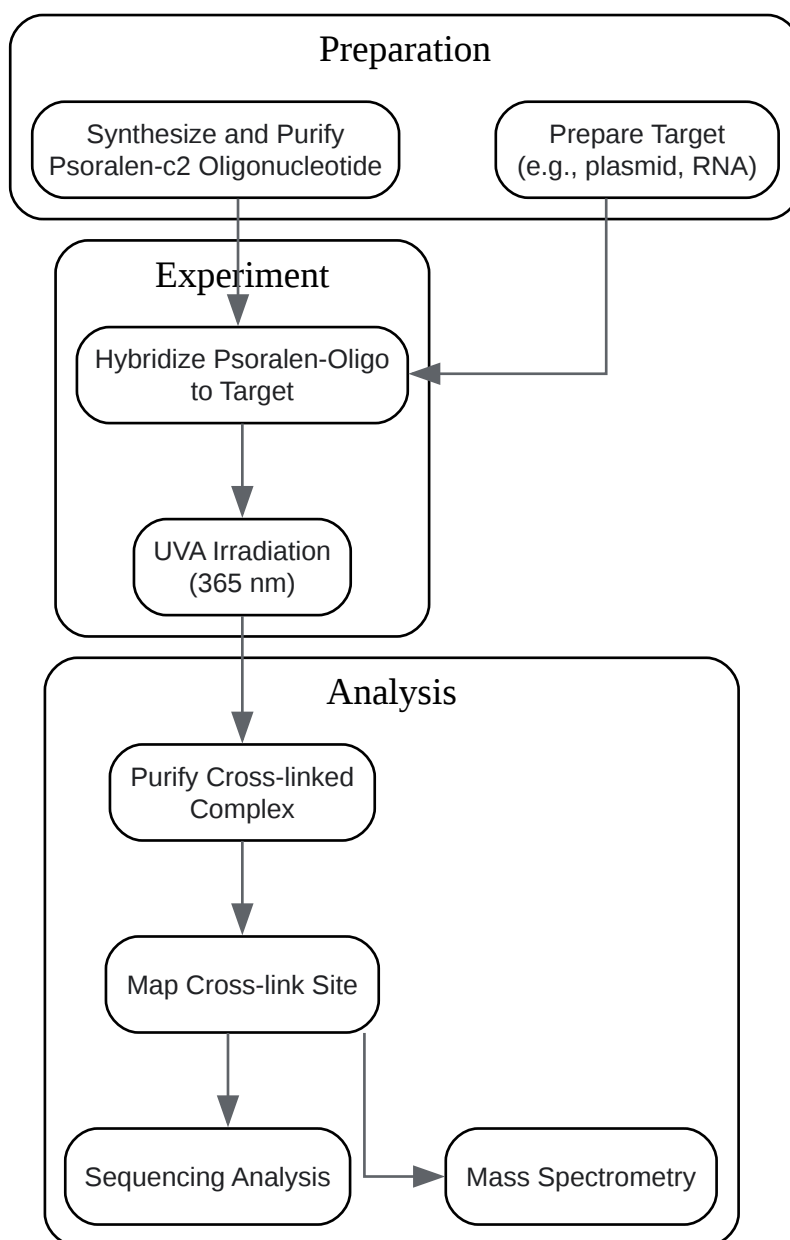 Preparation
Synthesize and Purify
Psoralen-c2 Oligonucleotide
Prepare Target
(e.g., plasmid, RNA)
Experiment
Hybridize Psoralen-Oligo
to Target
UVA Irradiation
(365 nm)
Analysis
Purify Cross-linked
Complex
Map Cross-link Site
Sequencing Analysis
Mass Spectrometry